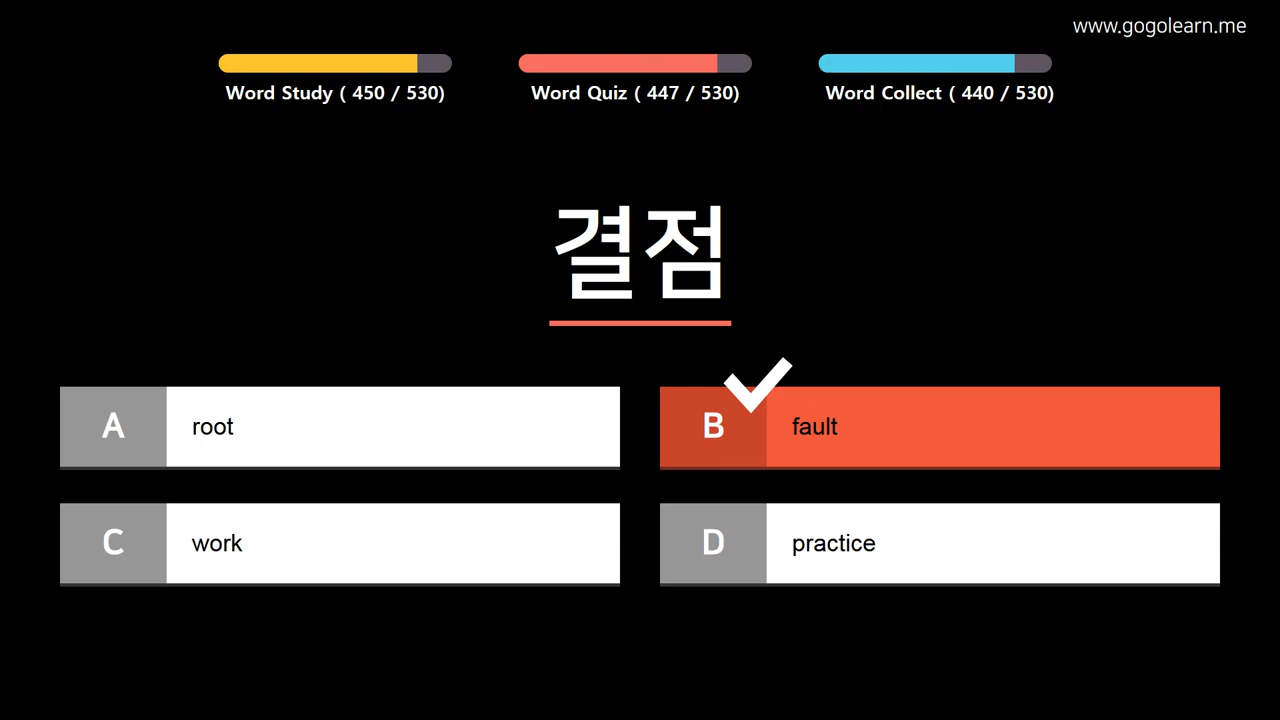 www.gogolearn.me
Word Study ( 450 / 530)
Word Quiz ( 447 / 530)
Word Collect ( 440 / 530)
결점
A root
B fault
C work
D practice